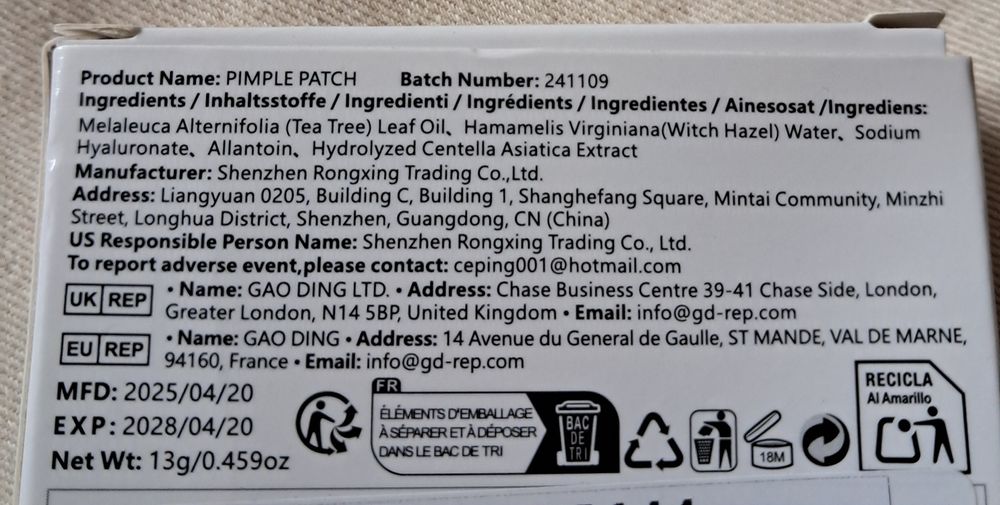 Product Name: PIMPLE PATCH Batch Number: 241109
Ingredients / Inhaltsstoffe / Ingredienti / Ingrédients / Ingredientes / Ainesosat /Ingrediens:
Melaleuca Alternifolia (Tea Tree) Leaf Oil、Hamamelis Virginiana(Witch Hazel) Water、Sodium
Hyaluronate、Allantoin、Hydrolyzed Centella Asiatica Extract
Manufacturer: Shenzhen Rongxing Trading Co.,Ltd.
Address: Liangyuan 0205, Building C, Building 1, Shanghefang Square, Mintai Community, Minzhi
Street, Longhua District, Shenzhen, Guangdong, CN (China)
US Responsible Person Name: Shenzhen Rongxing Trading Co., Ltd.
To report adverse event,please contact: ceping001@hotmail.com
UK REP
• Name: GAO DING LTD. • Address: Chase Business Centre 39-41 Chase Side, London,
Greater London, N14 5BP, United Kingdom • Email: info@gd-rep.com
EU REP
• Name: GAO DING • Address: 14 Avenue du General de Gaulle, ST MANDE, VAL DE MARNE,
94160, France • Email: info@gd-rep.com
MFD: 2025/04/20
EXP: 2028/04/20
Net Wt: 13g/0.459oz
FR
ÉLÉMENTS D'EMBALLAGE
À SÉPARER ET À DÉPOSER
DANS LE BAC DE TRI
BAC
DE
TRI
18M
RECICLA
Al Amarillo